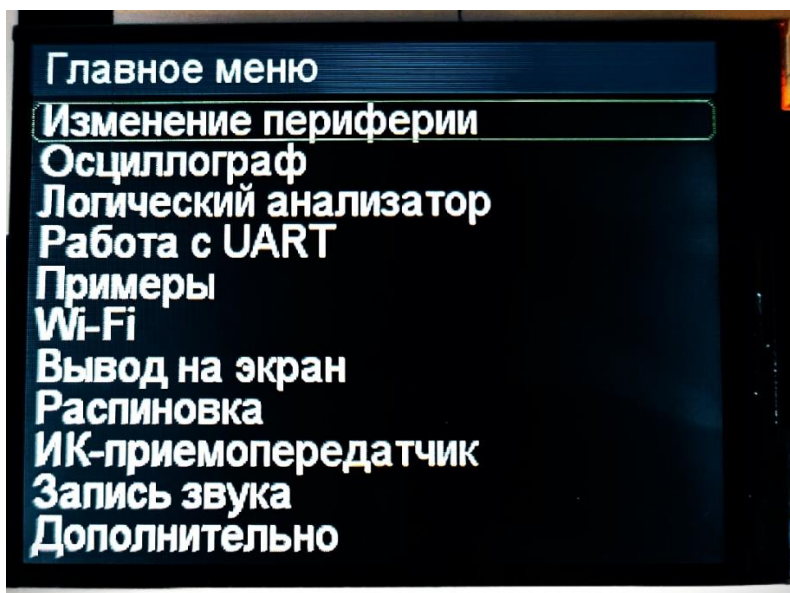 Главное меню
Изменение периферии
Осциллограф
Логический анализатор
Работа с UART
Примеры
Wi-Fi
Вывод на экран
Распиновка
ИК-приемопередатчик
Запись звука
Дополнительно